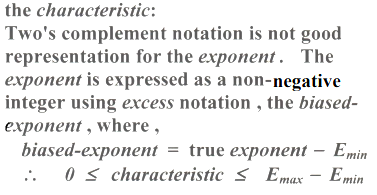 the characteristic:
Two's complement notation is not good
representation for the exponent. The
exponent is expressed as a non-negative
integer using excess notation , the biased-
exponent , where ,
biased-exponent = true exponent − Emin
∴ 0 ≤ characteristic ≤ Emax − Emin